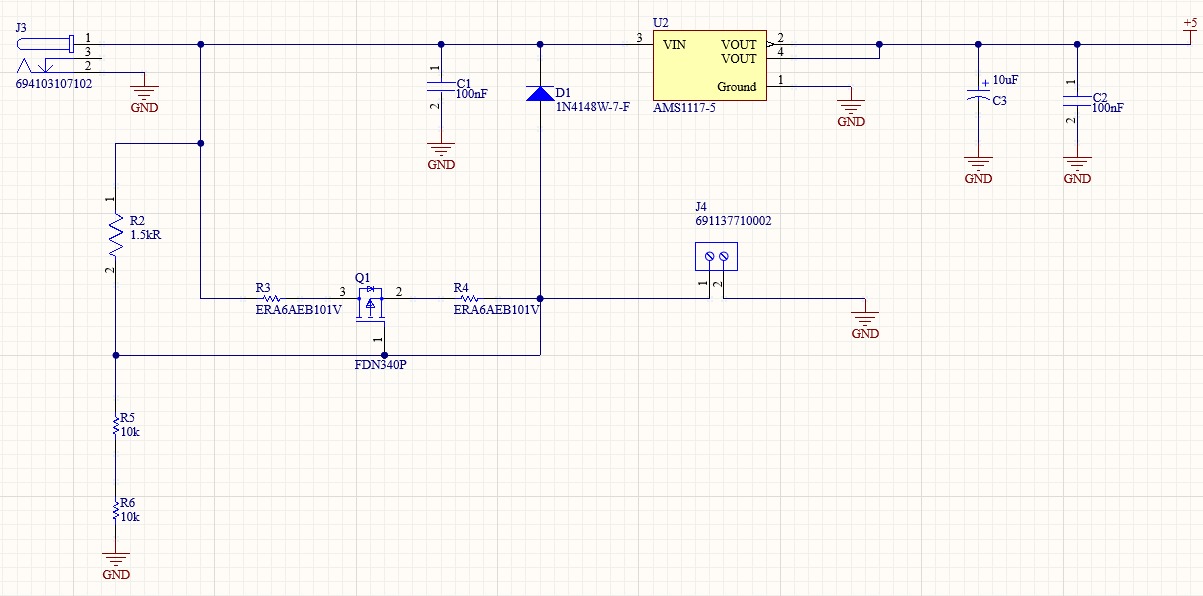 J3
1
3
2
694103107102
GND
C1
100nF
1
2
GND
D1
1N4148W-7-F
U2
3
VIN
VOUT
2
VOUT
4
Ground
1
AMS1117-5
GND
+
10uF
C3
GND
1
C2
100nF
2
GND
+5
1
R2
1.5kR
2
R3
ERA6AEB101V
Q1
3
2
1
FDN340P
R4
ERA6AEB101V
J4
691137710002
1
2
GND
R5
10k
R6
10k
GND